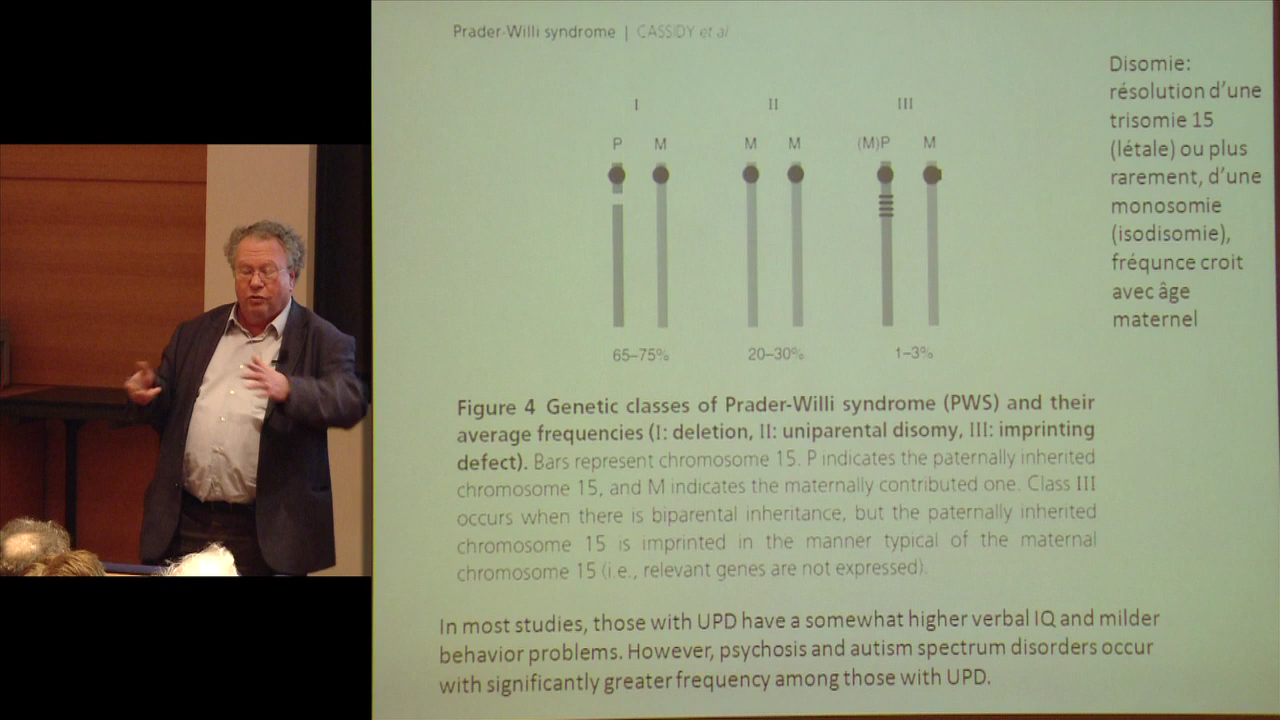 Prader-Willi syndrome | CASSIDY et al
I II III
P M M M (M)P M
65–75% 20–30% 1–3%
Figure 4 Genetic classes of Prader-Willi syndrome (PWS) and their
average frequencies (I: deletion, II: uniparental disomy, III: imprinting
defect). Bars represent chromosome 15. P indicates the paternally inherited
chromosome 15, and M indicates the maternally contributed one. Class III
occurs when there is biparental inheritance, but the paternally inherited
chromosome 15 is imprinted in the manner typical of the maternal
chromosome 15 (i.e., relevant genes are not expressed).
Disomie:
résolution d'une
trisomie 15
(létale) ou plus
rarement, d'une
monosomie
(isodisomie),
fréqunce croit
avec âge
maternel
In most studies, those with UPD have a somewhat higher verbal IQ and milder
behavior problems. However, psychosis and autism spectrum disorders occur
with significantly greater frequency among those with UPD.